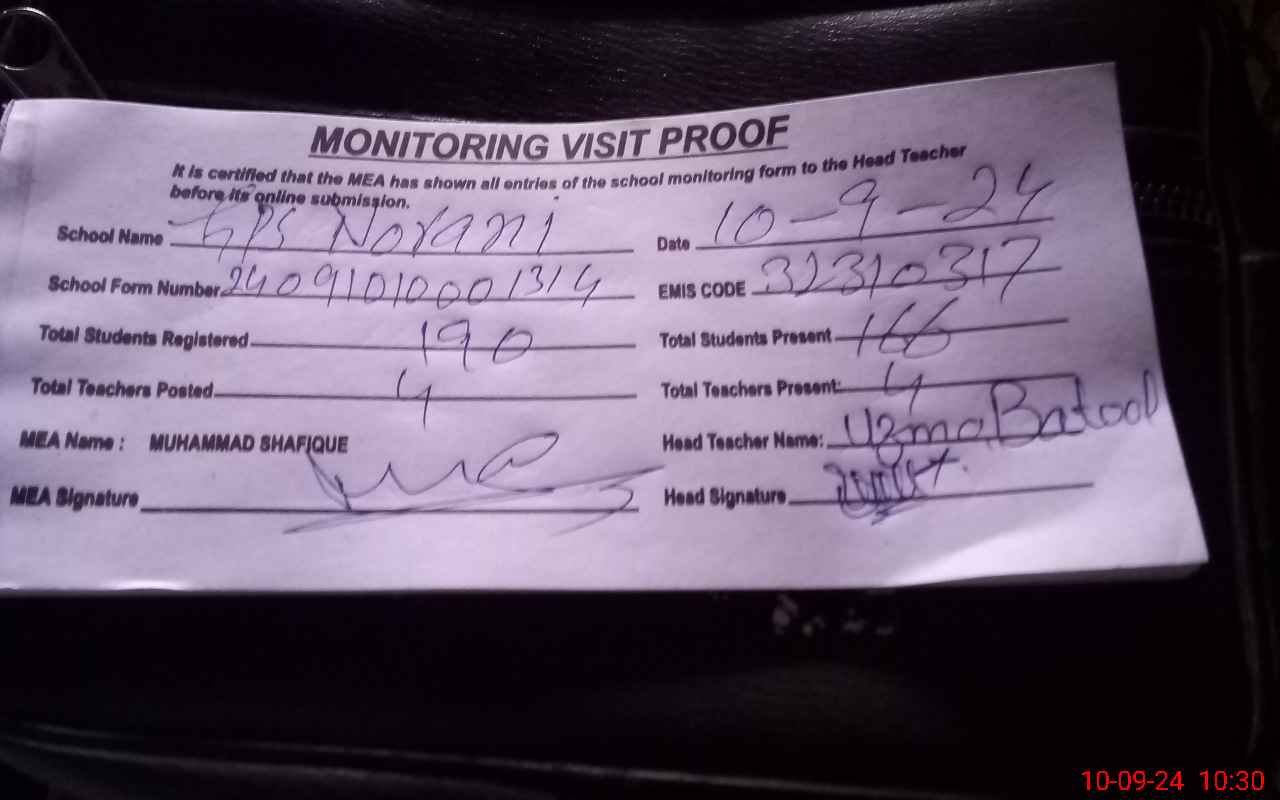 MONITORING VISIT PROOF
It is certified that the MEA has shown all entries of the school monitoring form to the Head Teacher
before its online submission.
School Name GPS Norani Date 10-9-24
School Form Number 24091010001314 EMIS CODE 32310317
Total Students Registered 190 Total Students Present 166
Total Teachers Posted 4 Total Teachers Present: 4
MEA Name : MUHAMMAD SHAFIQUE Head Teacher Name: Uzma Batool
MEA Signature Head Signature
10-09-24 10:30